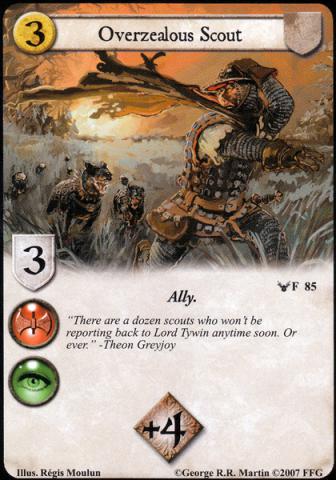 3
Overzealous Scout
3
F 85
Ally.
"There are a dozen scouts who won't be
reporting back to Lord Tywin anytime soon. Or
ever." -Theon Greyjoy
+4
Illus. Régis Moulun
©George R.R. Martin ©2007 FFG